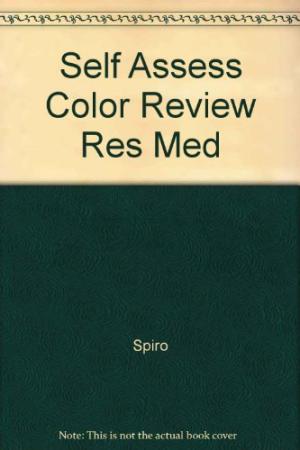 Self Assess
Color Review
Res Med
Spiro
Note: This is not the actual book cover